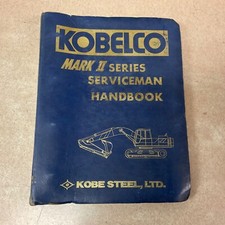 KOBELCO
MARK II SERIES
SERVICEMAN
HANDBOOK
KOBE STEEL, LTD.